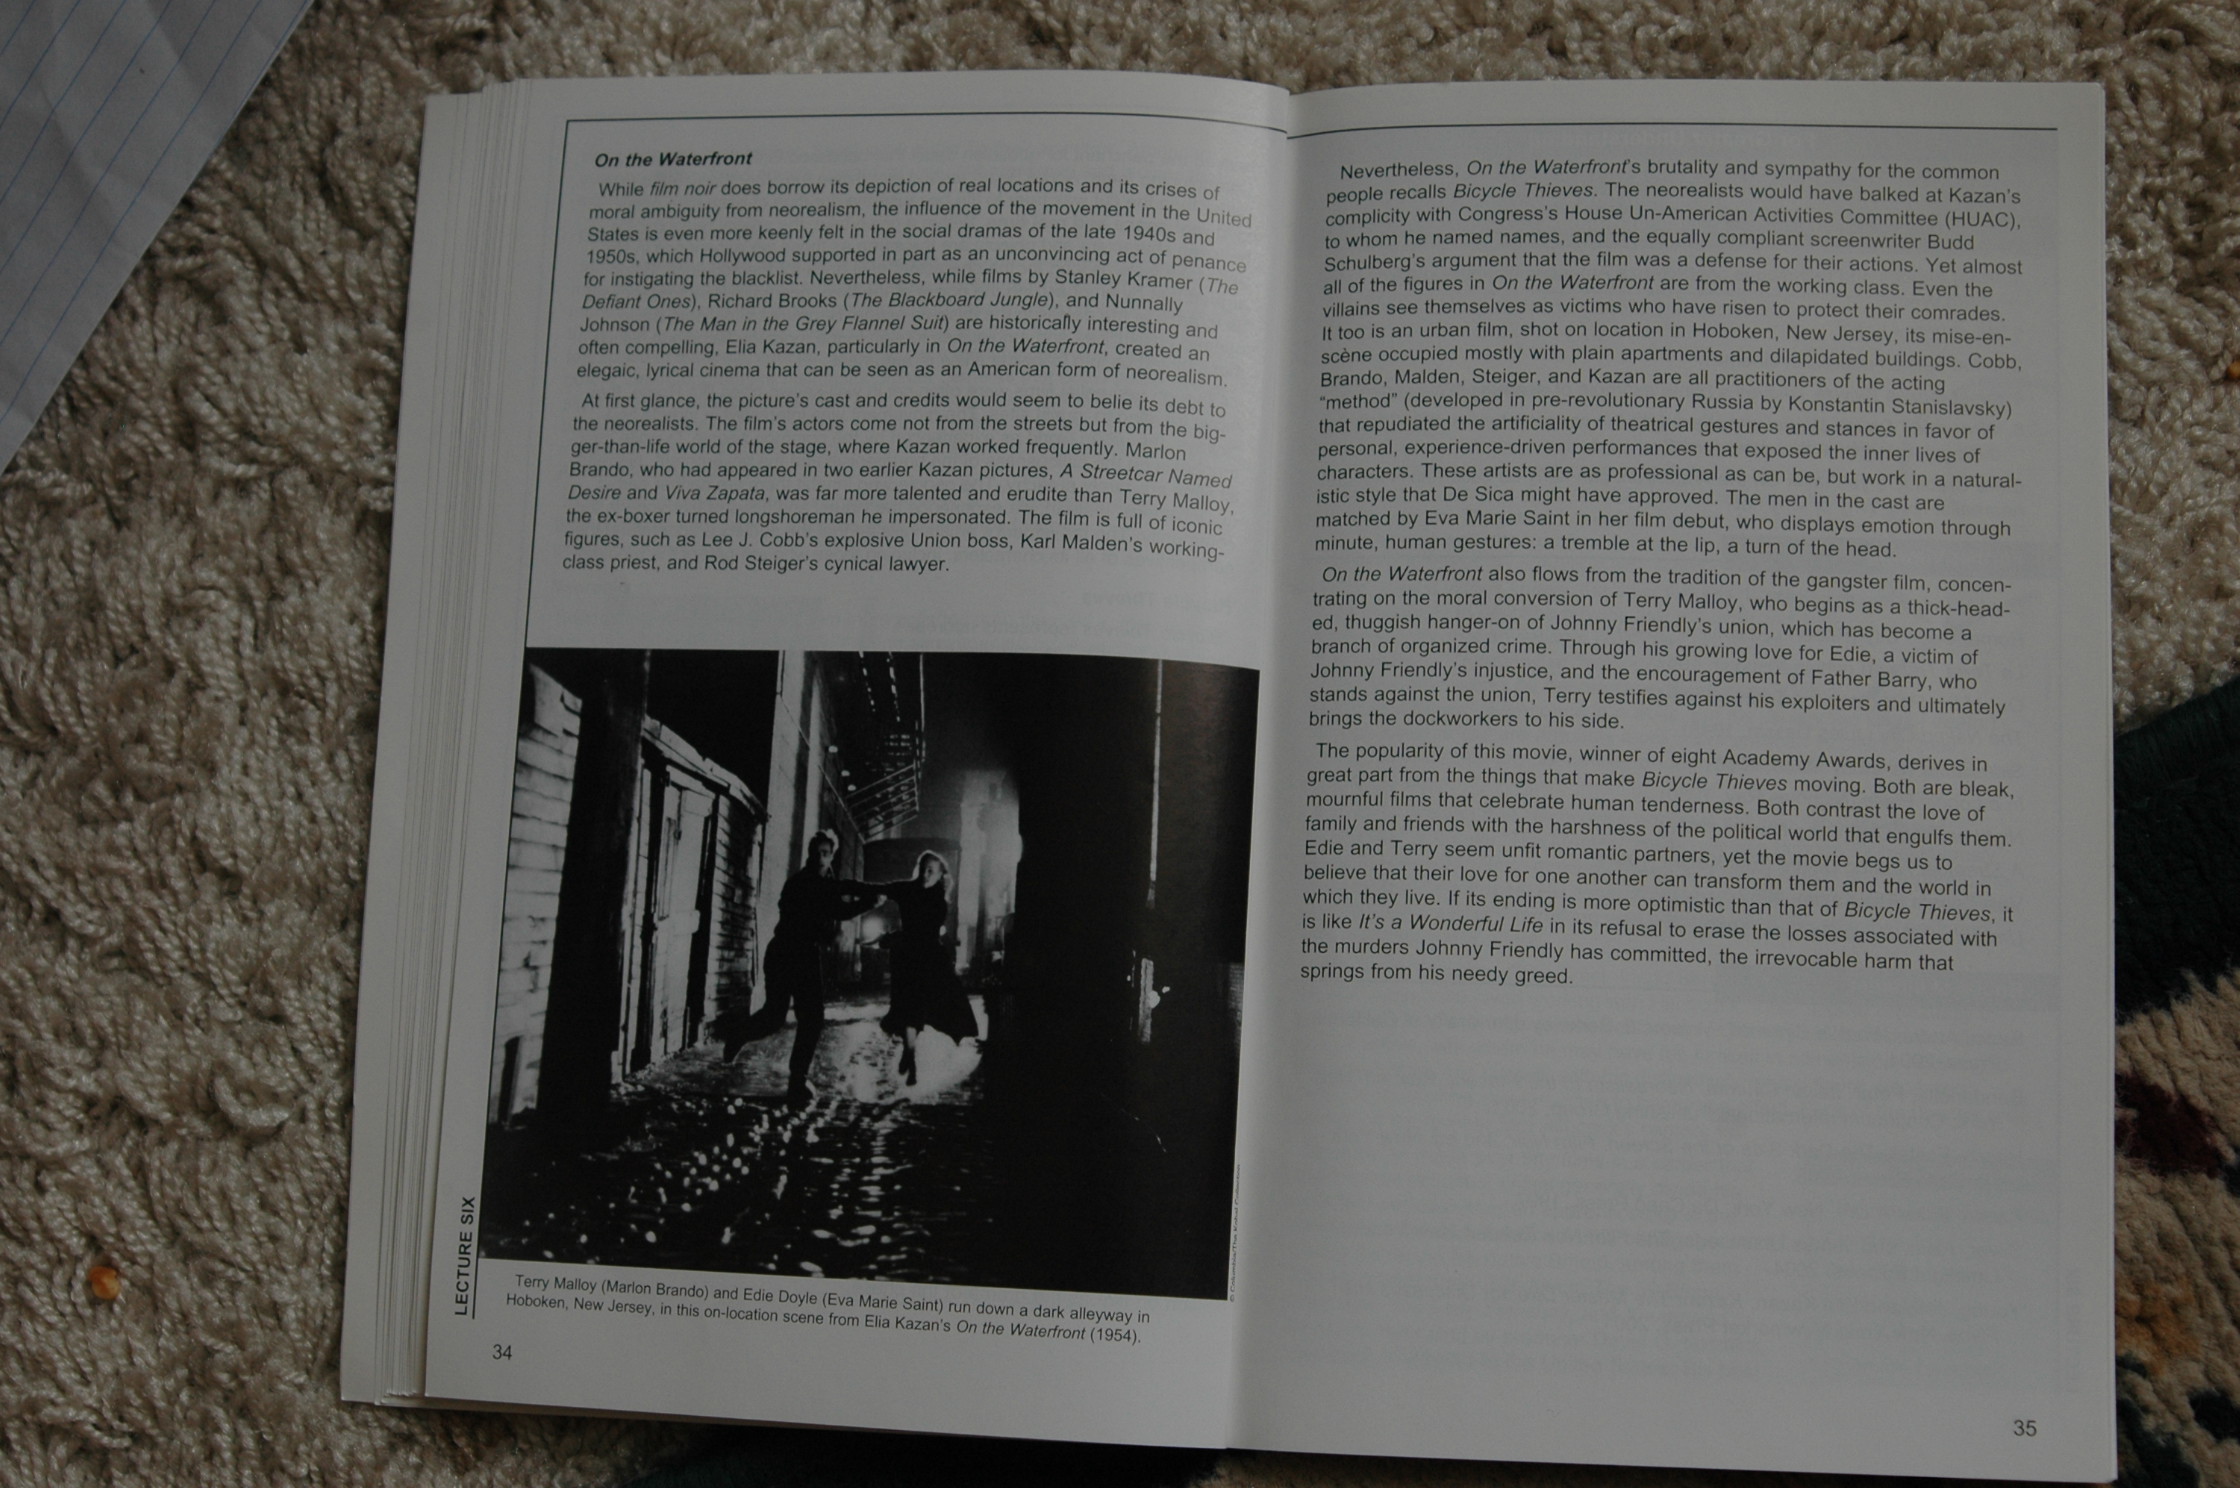 On the Waterfront
While film noir does borrow its depiction of real locations and its crises of
moral ambiguity from neorealism, the influence of the movement in the United
States is even more keenly felt in the social dramas of the late 1940s and
1950s, which Hollywood supported in part as an unconvincing act of penance
for instigating the blacklist. Nevertheless, while films by Stanley Kramer (The
Defiant Ones), Richard Brooks (The Blackboard Jungle), and Nunnally
Johnson (The Man in the Grey Flannel Suit) are historically interesting and
often compelling, Elia Kazan, particularly in On the Waterfront, created an
elegaic, lyrical cinema that can be seen as an American form of neorealism.
At first glance, the picture's cast and credits would seem to belie its debt to
the neorealists. The film's actors come not from the streets but from the big-
ger-than-life world of the stage, where Kazan worked frequently. Marlon
Brando, who had appeared in two earlier Kazan pictures, A Streetcar Named
Desire and Viva Zapata, was far more talented and erudite than Terry Malloy,
the ex-boxer turned longshoreman he impersonated. The film is full of iconic
figures, such as Lee J. Cobb's explosive Union boss, Karl Malden's working-
class priest, and Rod Steiger's cynical lawyer.
Terry Malloy (Marlon Brando) and Edie Doyle (Eva Marie Saint) run down a dark alleyway in
Hoboken, New Jersey, in this on-location scene from Elia Kazan's On the Waterfront (1954).
LECTURE SIX
34
Nevertheless, On the Waterfront's brutality and sympathy for the common
people recalls Bicycle Thieves. The neorealists would have balked at Kazan's
complicity with Congress's House Un-American Activities Committee (HUAC),
to whom he named names, and the equally compliant screenwriter Budd
Schulberg's argument that the film was a defense for their actions. Yet almost
all of the figures in On the Waterfront are from the working class. Even the
villains see themselves as victims who have risen to protect their comrades.
It too is an urban film, shot on location in Hoboken, New Jersey, its mise-en-
scène occupied mostly with plain apartments and dilapidated buildings. Cobb,
Brando, Malden, Steiger, and Kazan are all practitioners of the acting
"method" (developed in pre-revolutionary Russia by Konstantin Stanislavsky)
that repudiated the artificiality of theatrical gestures and stances in favor of
personal, experience-driven performances that exposed the inner lives of
characters. These artists are as professional as can be, but work in a natural-
istic style that De Sica might have approved. The men in the cast are
matched by Eva Marie Saint in her film debut, who displays emotion through
minute, human gestures: a tremble at the lip, a turn of the head.
On the Waterfront also flows from the tradition of the gangster film, concen-
trating on the moral conversion of Terry Malloy, who begins as a thick-head-
ed, thuggish hanger-on of Johnny Friendly's union, which has become a
branch of organized crime. Through his growing love for Edie, a victim of
Johnny Friendly's injustice, and the encouragement of Father Barry, who
stands against the union, Terry testifies against his exploiters and ultimately
brings the dockworkers to his side.
The popularity of this movie, winner of eight Academy Awards, derives in
great part from the things that make Bicycle Thieves moving. Both are bleak,
mournful films that celebrate human tenderness. Both contrast the love of
family and friends with the harshness of the political world that engulfs them.
Edie and Terry seem unfit romantic partners, yet the movie begs us to
believe that their love for one another can transform them and the world in
which they live. If its ending is more optimistic than that of Bicycle Thieves, it
is like It's a Wonderful Life in its refusal to erase the losses associated with
the murders Johnny Friendly has committed, the irrevocable harm that
springs from his needy greed.
35